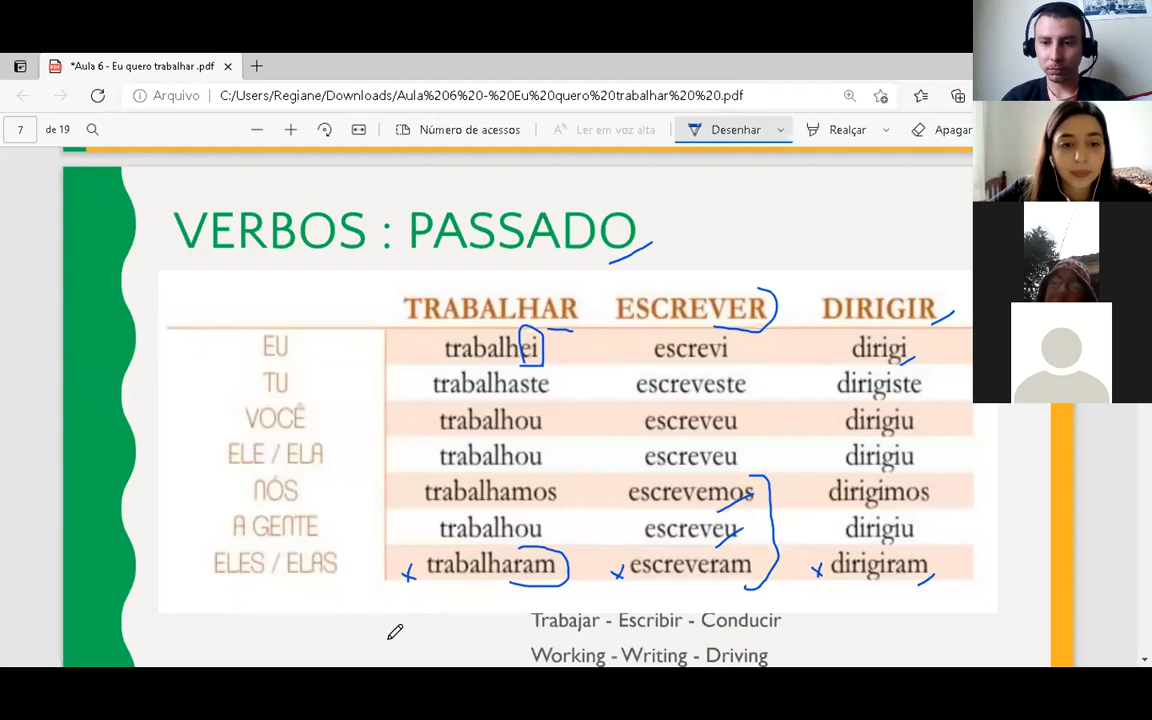 *Aula 6 - Eu quero trabalhar .pdf
Arquivo C:/Users/Regiane/Downloads/Aula%206%20-%20Eu%20quero%20trabalhar%20%20.pdf
7 de 19 Número de acessos Ler em voz alta Desenhar Realçar Apagar
VERBOS : PASSADO
TRABALHAR ESCREVER DIRIGIR
EU trabalhei escrevi dirigi
TU trabalhaste escreveste dirigiste
VOCÊ trabalhou escreveu dirigiu
ELE / ELA trabalhou escreveu dirigiu
NÓS trabalhamos escrevemos dirigimos
A GENTE trabalhou escreveu dirigiu
ELES / ELAS x trabalharam x escreveram x dirigiram
Trabajar - Escribir - Conducir
Working - Writing - Driving